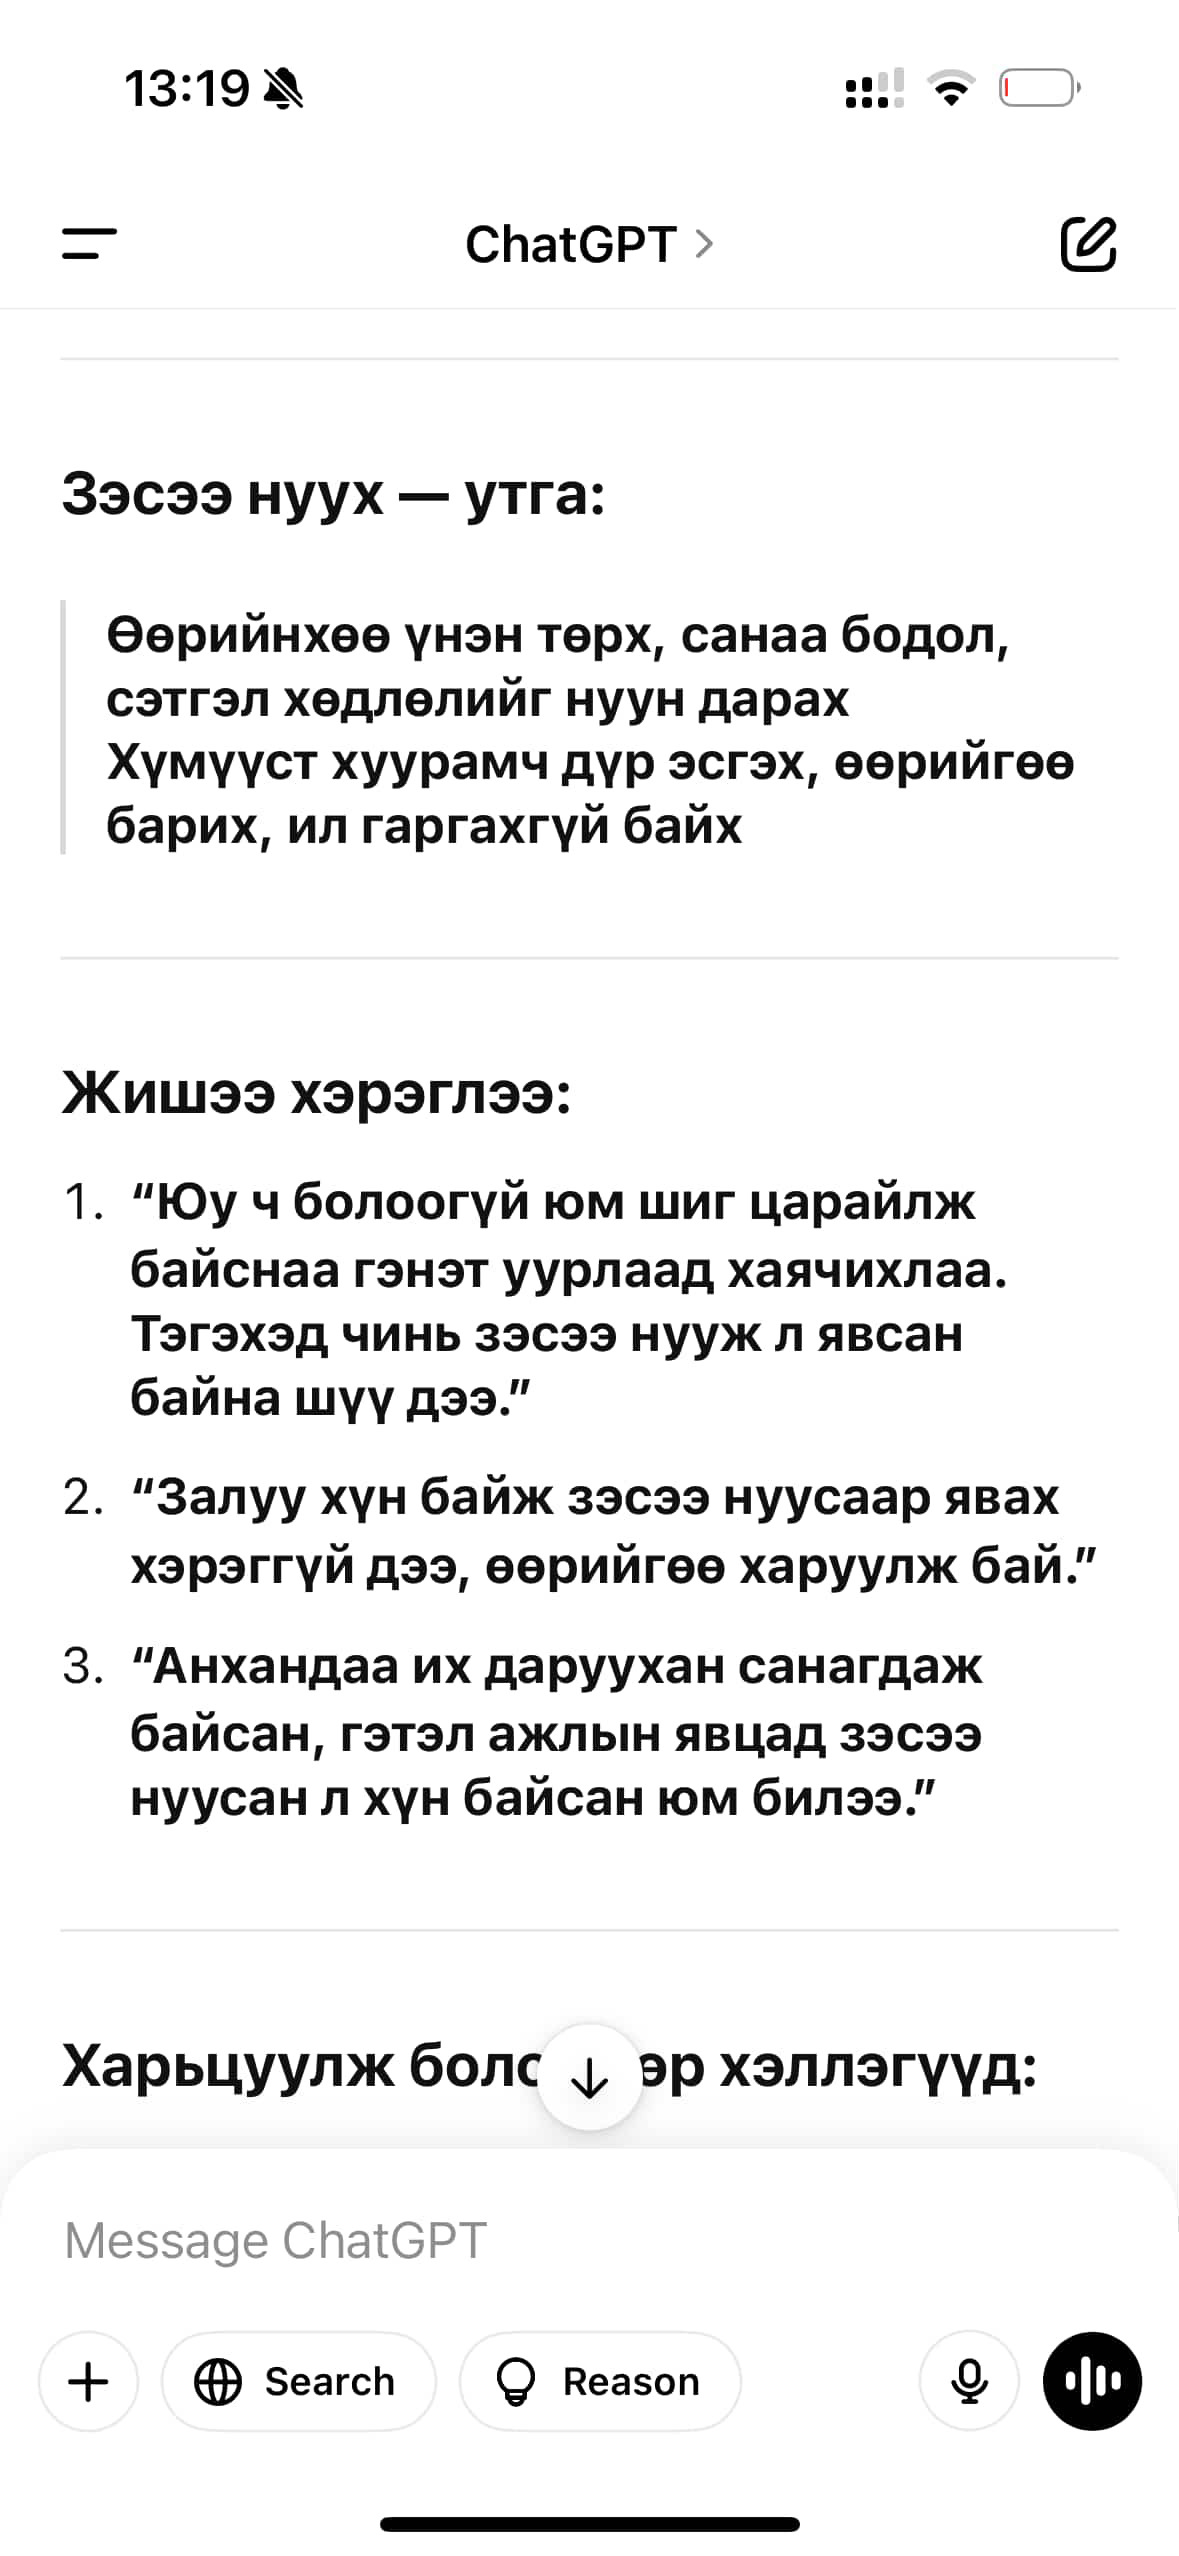 13:19
ChatGPT
Зэсээ нуух — утга:
Өөрийнхөө үнэн төрх, санаа бодол,
сэтгэл хөдлөлийг нуун дарах
Хүмүүст хуурамч дүр эсгэх, өөрийгөө
барих, ил гаргахгүй байх
Жишээ хэрэглээ:
1. “Юу ч болоогүй юм шиг царайлж
байснаа гэнэт уурлаад хаячихлаа.
Тэгэхэд чинь зэсээ нууж л явсан
байна шүү дээ.”
2. “Залуу хүн байж зэсээ нуусаар явах
хэрэггүй дээ, өөрийгөө харуулж бай.”
3. “Анхандаа их даруухан санагдаж
байсан, гэтэл ажлын явцад зэсээ
нуусан л хүн байсан юм билээ.”
Харьцуулж хэллэгүүд:
Message ChatGPT
Search
Reason